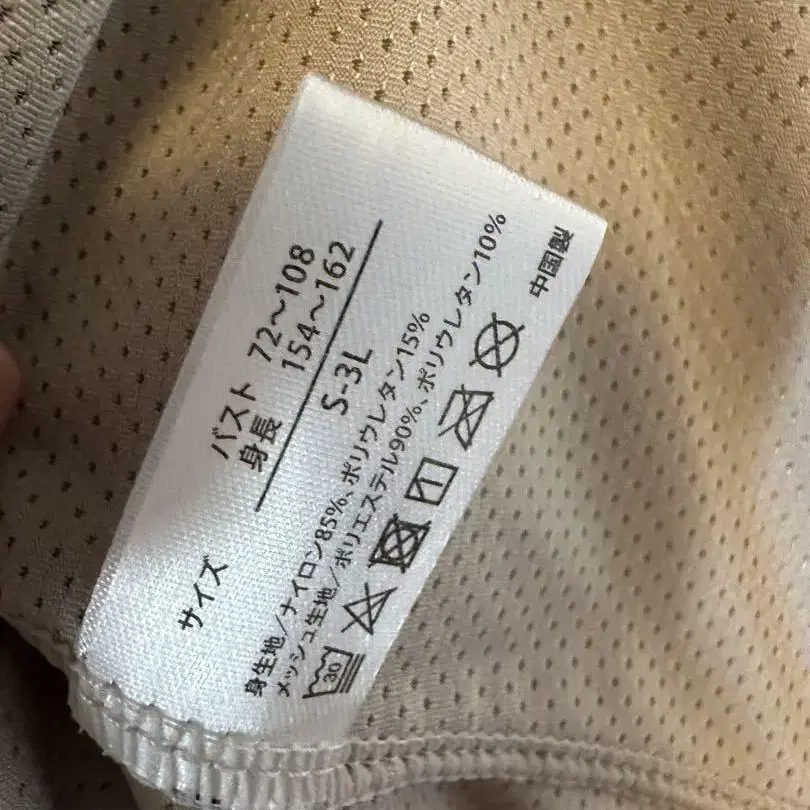 サイズ
バスト 72～108
身長 154～162
S-3L
身生地／ナイロン85%、ポリウレタン15%
メッシュ生地／ポリエステル90%、ポリウレタン10%
30
中国製